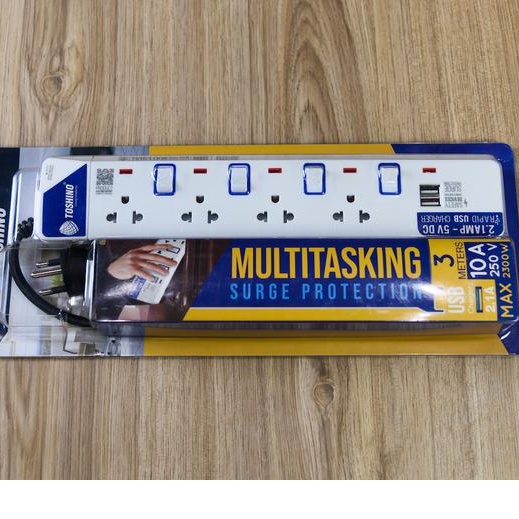 TOSHINO
2.1AMP - 5V DC
RAPID USB CHARGER
TOSHINO
MULTITASKING
SURGE PROTECTION
3
METERS
USB
2.1A
10A
250V
MAX 2300W